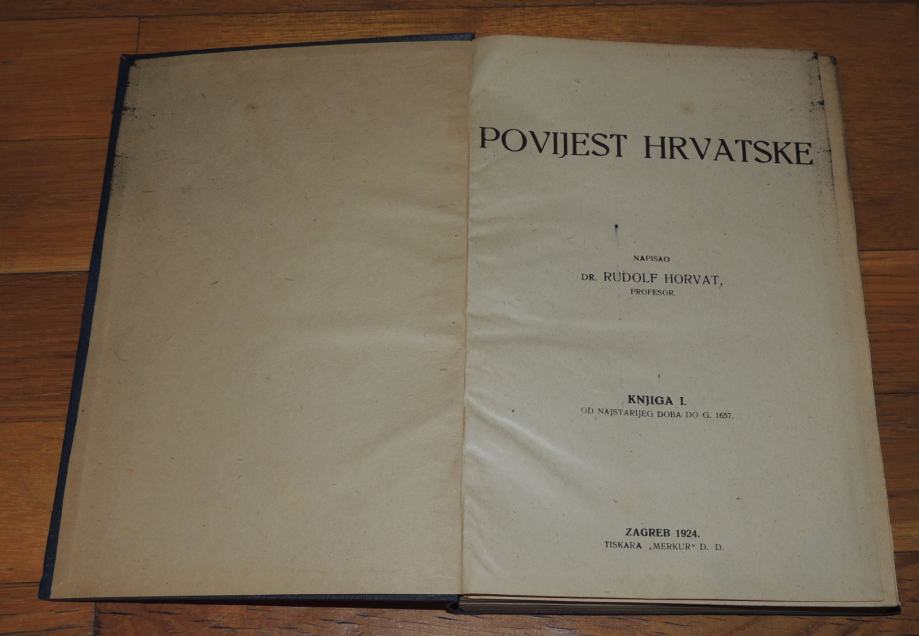 POVIJEST HRVATSKE
NAPISAO
DR. RUDOLF HORVAT,
PROFESOR.
KNJIGA I.
OD NAJSTARIJEG DOBA DO G. 1657.
ZAGREB 1924.
TISKARA „MERKUR“ D. D.